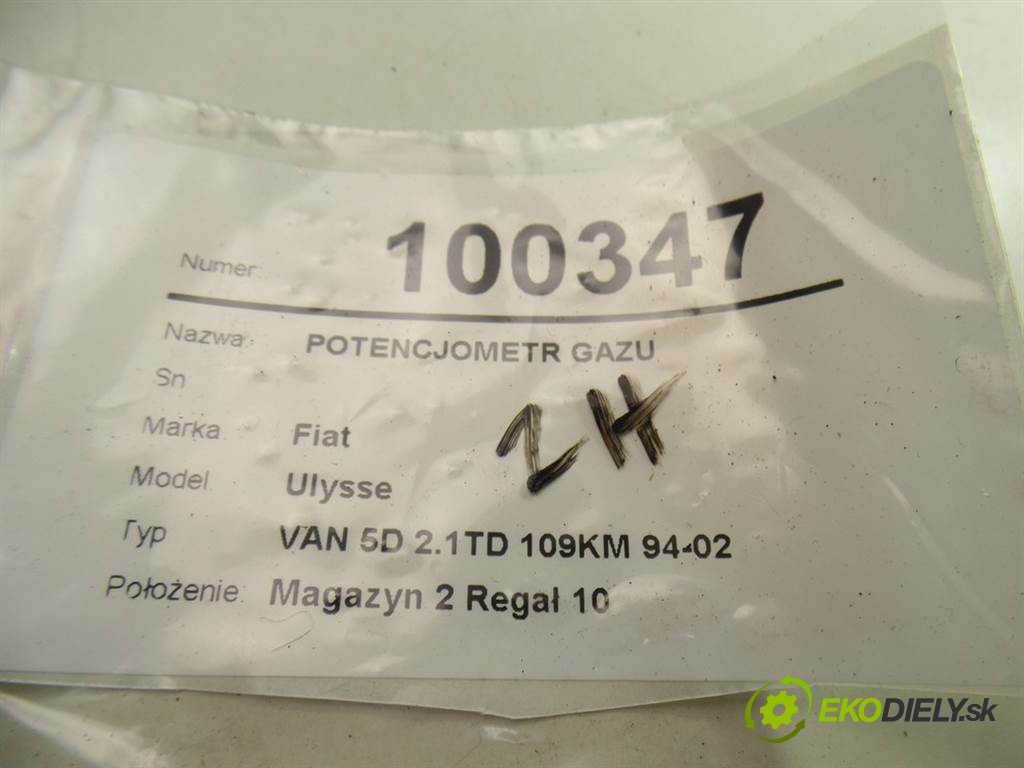 Numer: 100347
Nazwa: POTENCJOMETR GAZU
Sn
Marka Fiat
2H
Model Ulysse
Typ VAN 5D 2.1TD 109KM 94-02
Położenie: Magazyn 2 Regał 10
EKODIELY.sk